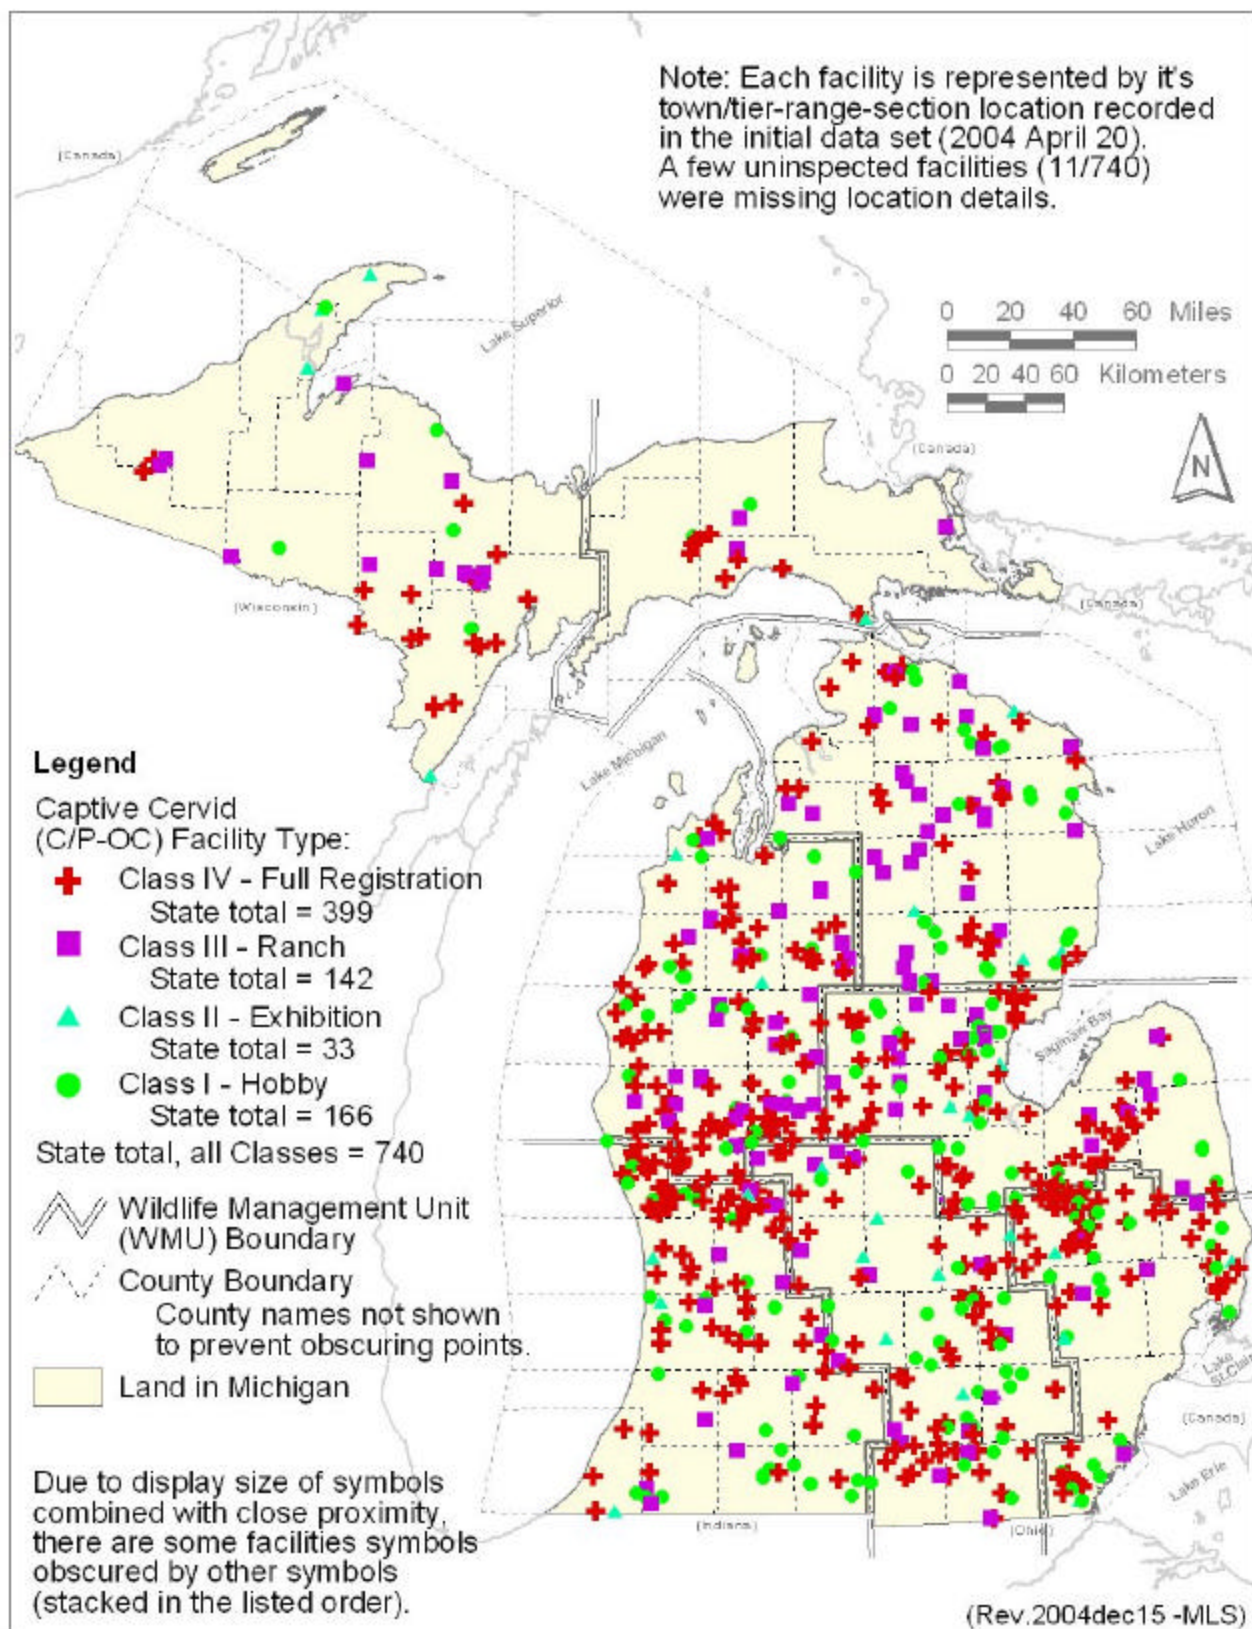 Note: Each facility is represented by it's
town/tier-range-section location recorded
in the initial data set (2004 April 20).
A few uninspected facilities (11/740)
were missing location details.
(Canada)
Lake Superior
0 20 40 60 Miles
0 20 40 60 Kilometers
(Canada)
N
(Wisconsin)
(Canada)
Lake Michigan
Lake Huron
Legend
Captive Cervid
(C/P-OC) Facility Type:
Class IV - Full Registration
State total = 399
Class III - Ranch
State total = 142
Class II - Exhibition
State total = 33
Class I - Hobby
State total = 166
State total, all Classes = 740
Wildlife Management Unit
(WMU) Boundary
County Boundary
County names not shown
to prevent obscuring points.
Land in Michigan
Saginaw Bay
Lake
St.Clair
(Canada)
Lake Erie
(Indiana)
(Ohio)
Due to display size of symbols
combined with close proximity,
there are some facilities symbols
obscured by other symbols
(stacked in the listed order).
(Rev.2004dec15 -MLS)